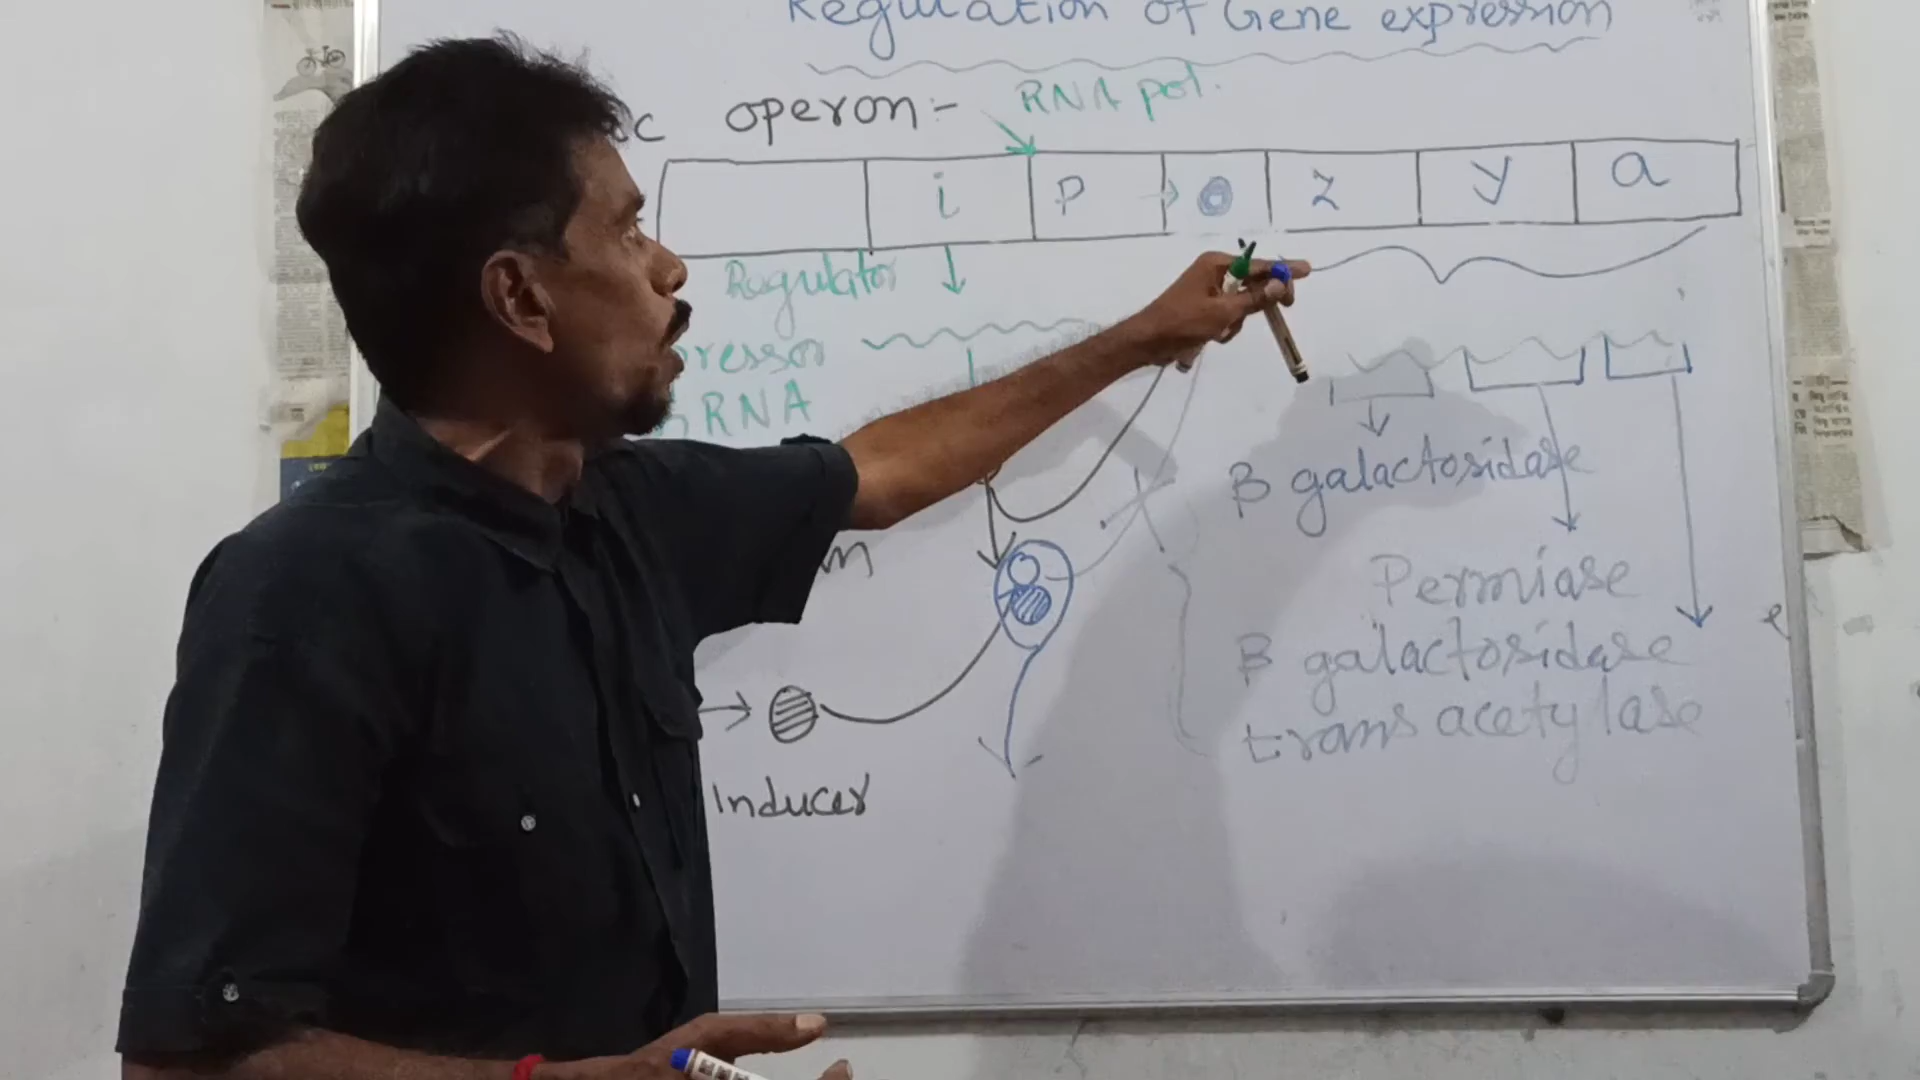 Regulation of Gene expression
operon:-
RNA pol.
i P O z y a
Regulator
RNA
B galactosidase
Permiase
B galactosidase
trans acetylase
Inducer